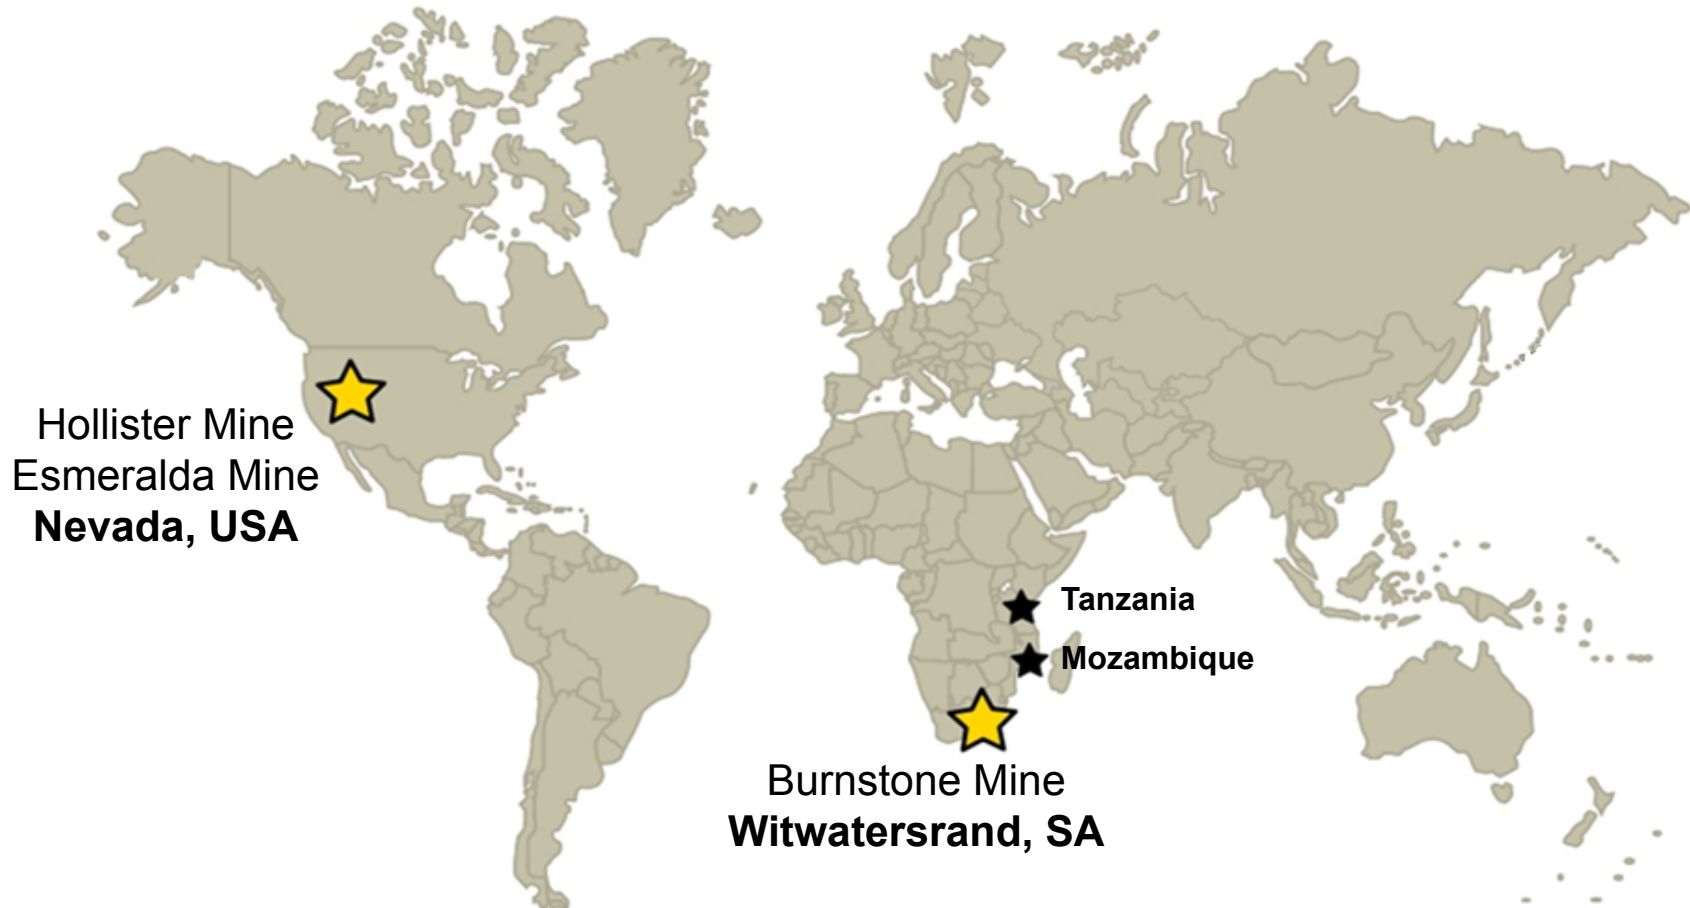 Hollister Mine
Esmeralda Mine
Nevada, USA
Tanzania
Mozambique
Burnstone Mine
Witwatersrand, SA